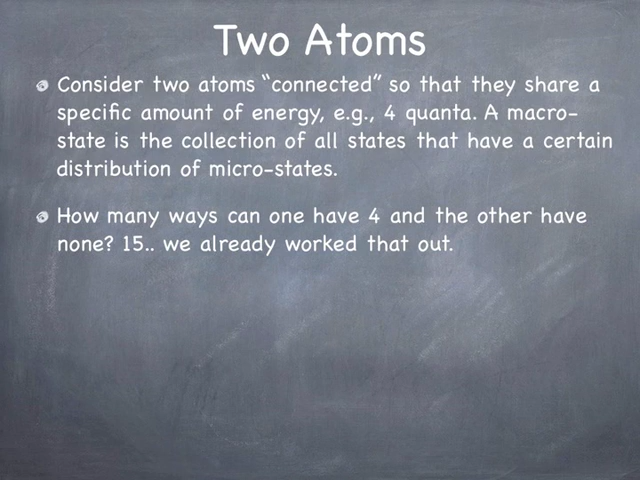 Two Atoms
Consider two atoms “connected” so that they share a
specific amount of energy, e.g., 4 quanta. A macro-
state is the collection of all states that have a certain
distribution of micro-states.
How many ways can one have 4 and the other have
none? 15.. we already worked that out.